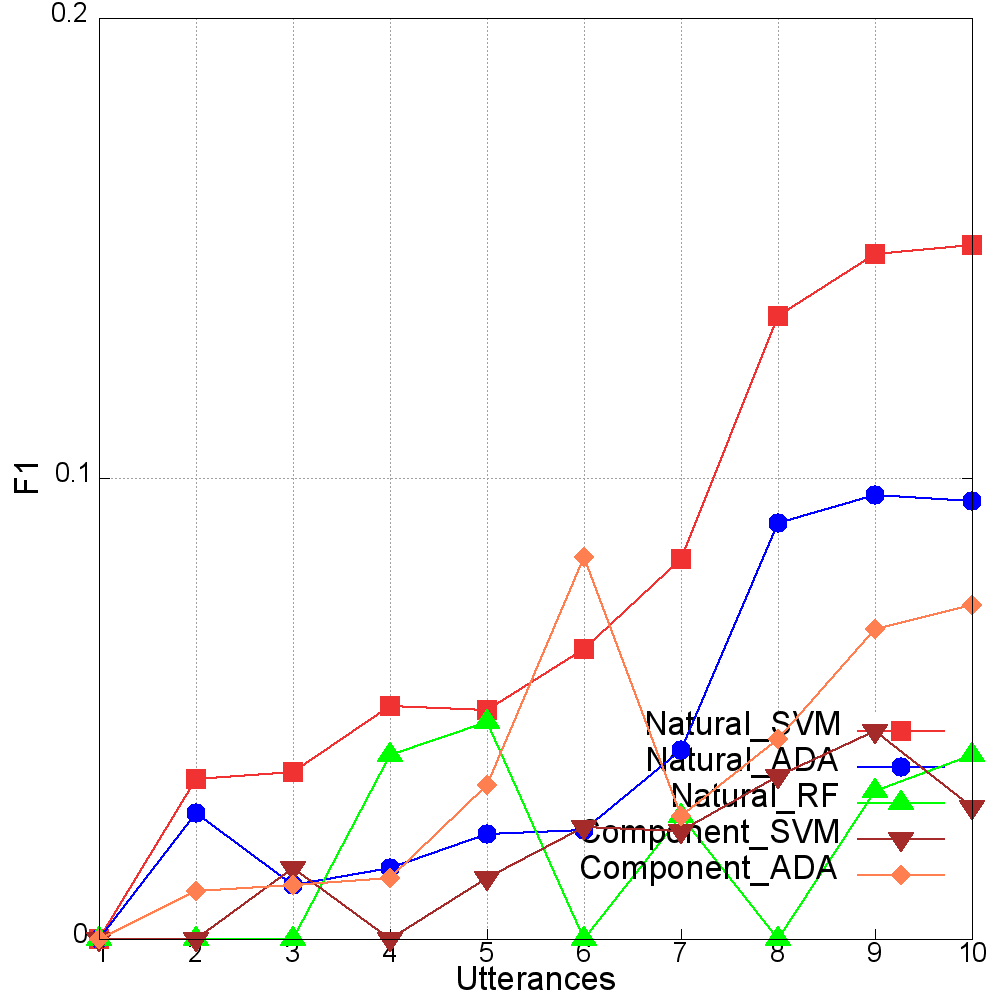 0.2
0.1
0
F1
Natural_SVM
Natural_ADA
Natural_RF
Component_SVM
Component_ADA
1 2 3 4 5 6 7 8 9 10
Utterances